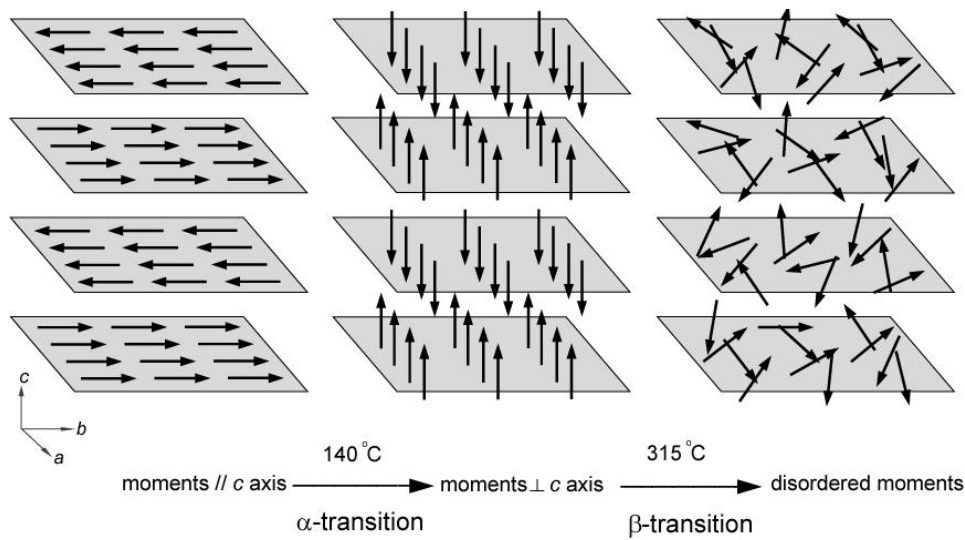 c
b
a
140 °C
315 °C
moments // c axis
moments ⊥ c axis
disordered moments
α-transition
β-transition